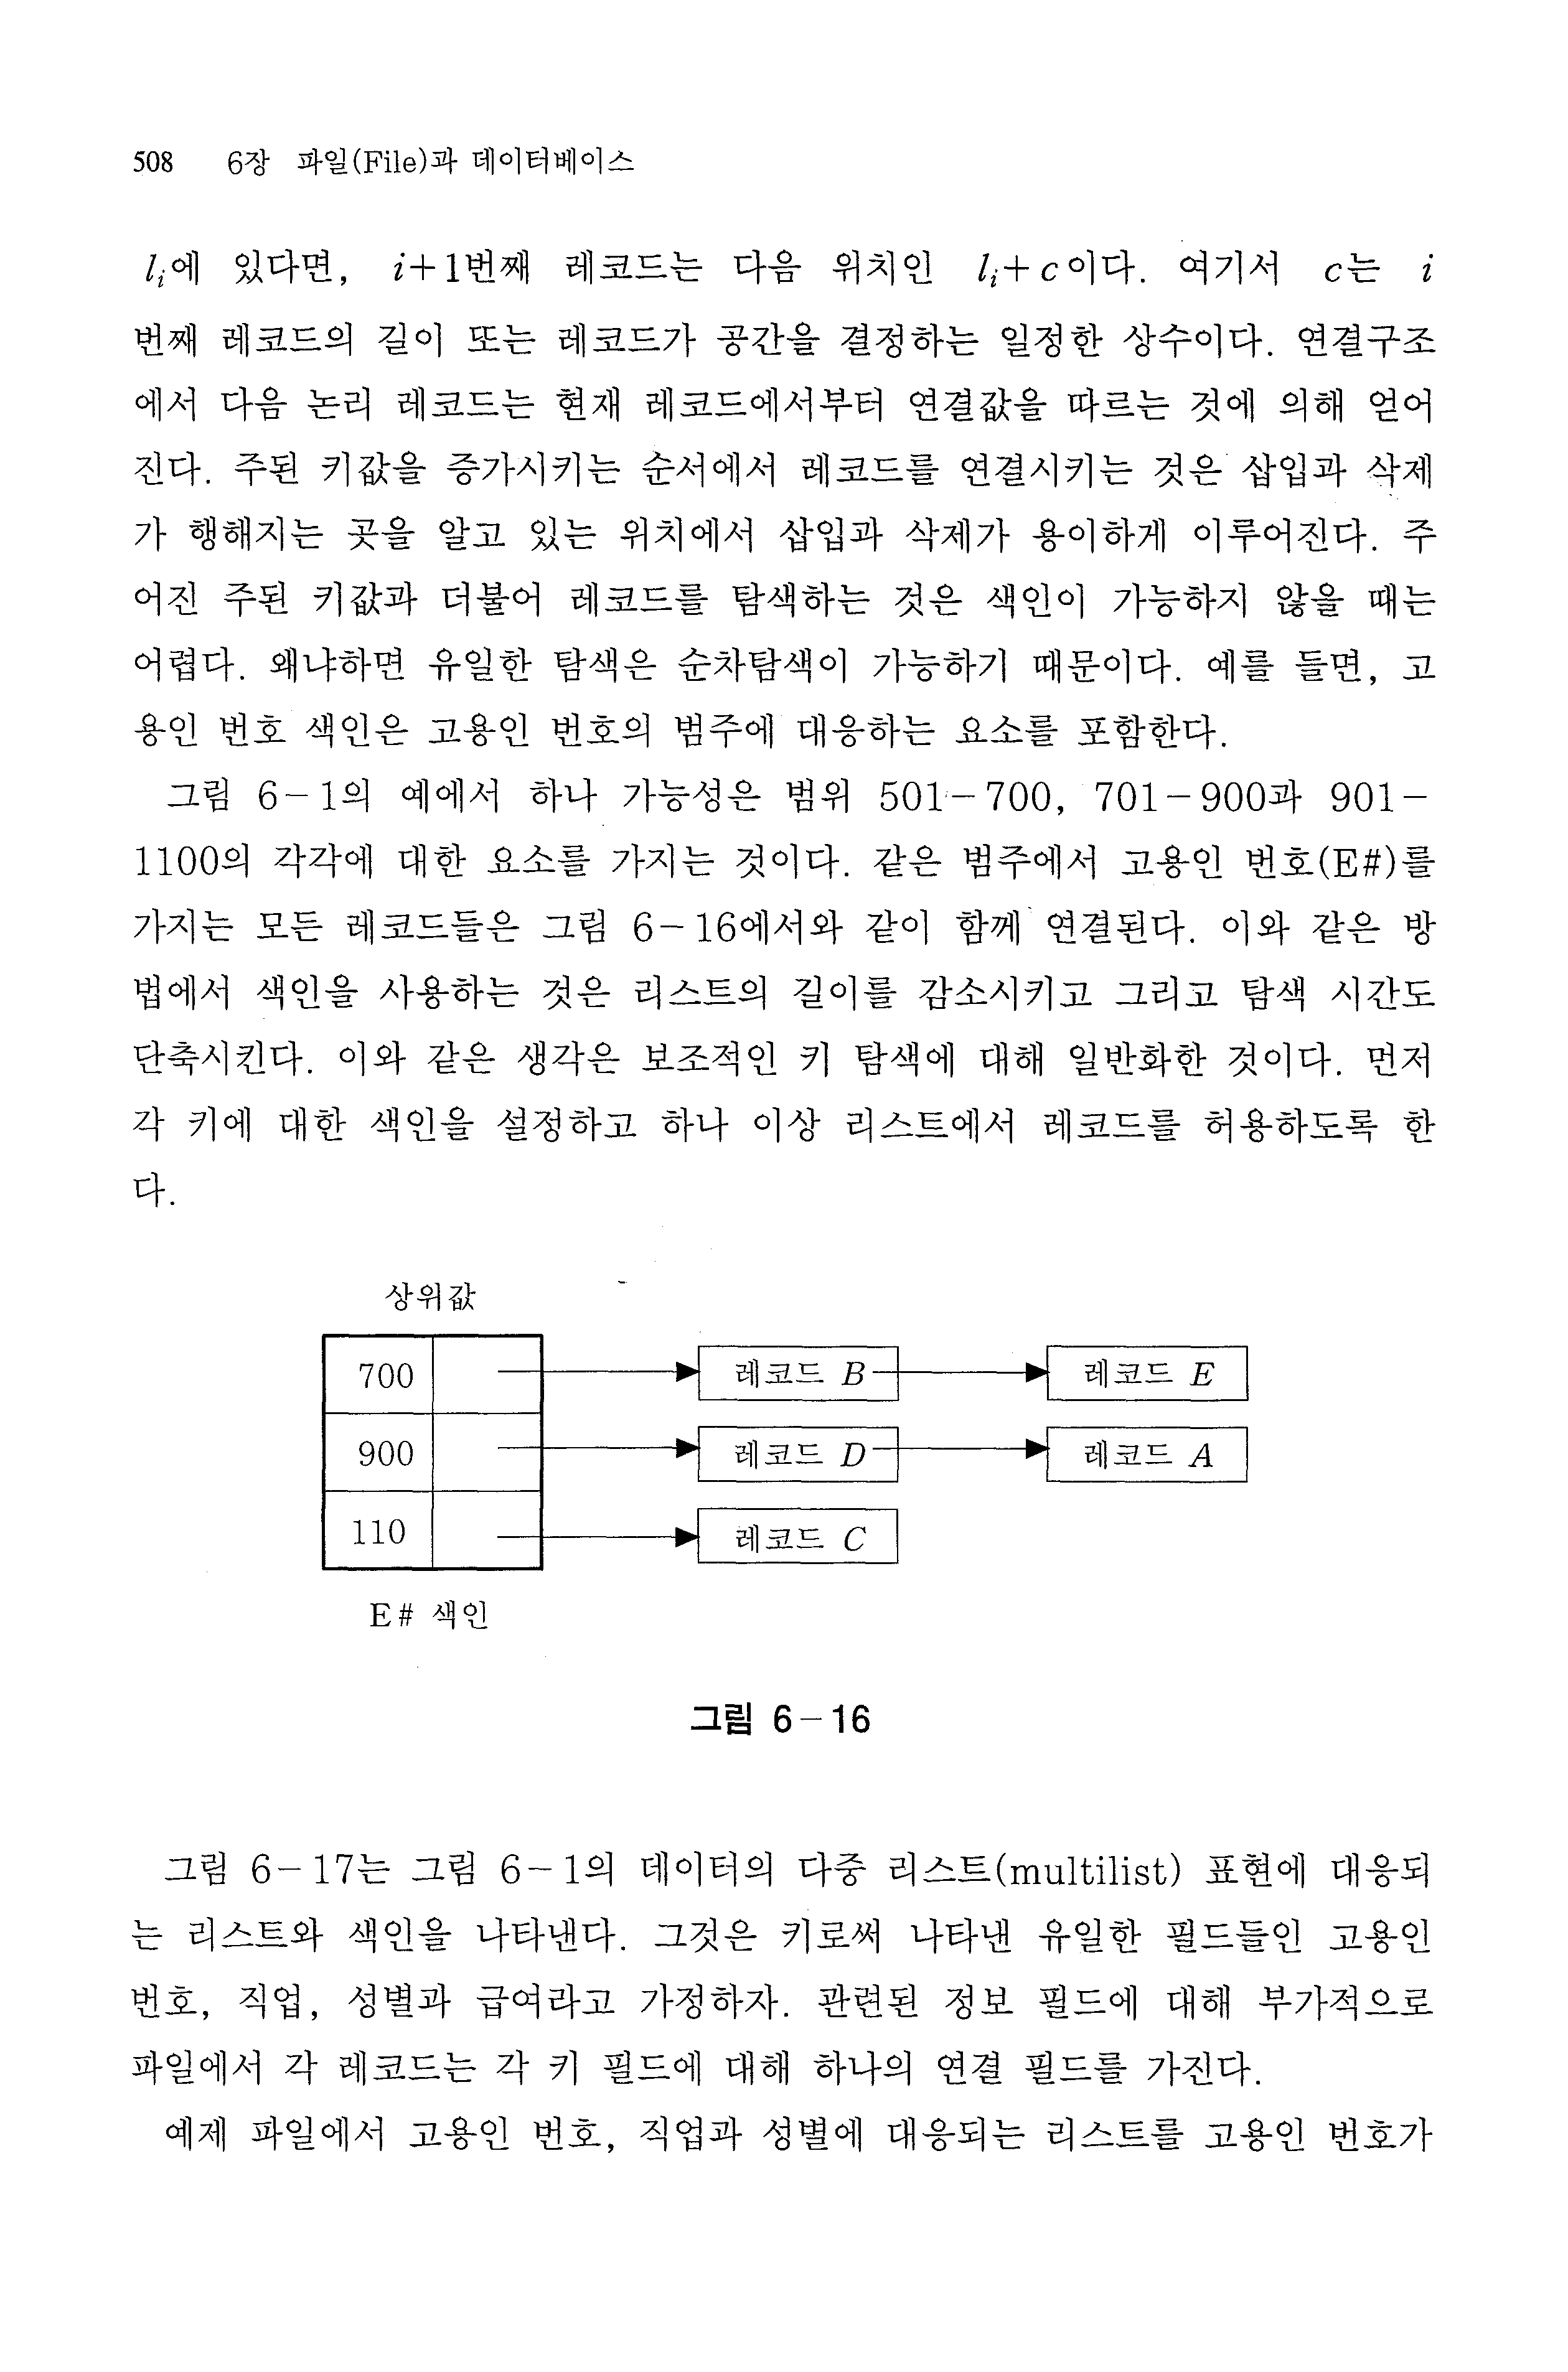 508 6장 파일(File)과 데이터베이스
lᵢ에 있다면, i+1번째 레코드는 다음 위치인 lᵢ+c이다. 여기서 c는 i
번째 레코드의 길이 또는 레코드가 공간을 결정하는 일정한 상수이다. 연결구조
에서 다음 논리 레코드는 현재 레코드에서부터 연결값을 따르는 것에 의해 얻어
진다. 주된 키값을 증가시키는 순서에서 레코드를 연결시키는 것은 삽입과 삭제
가 행해지는 곳을 알고 있는 위치에서 삽입과 삭제가 용이하게 이루어진다. 주
어진 주된 키값과 더불어 레코드를 탐색하는 것은 색인이 가능하지 않을 때는
어렵다. 왜냐하면 유일한 탐색은 순차탐색이 가능하기 때문이다. 예를 들면, 고
용인 번호 색인은 고용인 번호의 범주에 대응하는 요소를 포함한다.
그림 6-1의 예에서 하나 가능성은 범위 501-700, 701-900과 901-
1100의 각각에 대한 요소를 가지는 것이다. 같은 범주에서 고용인 번호(E#)를
가지는 모든 레코드들은 그림 6-16에서와 같이 함께 연결된다. 이와 같은 방
법에서 색인을 사용하는 것은 리스트의 길이를 감소시키고 그리고 탐색 시간도
단축시킨다. 이와 같은 생각은 보조적인 키 탐색에 대해 일반화한 것이다. 먼저
각 키에 대한 색인을 설정하고 하나 이상 리스트에서 레코드를 허용하도록 한
다.
상위값
700 레코드 B 레코드 E
900 레코드 D 레코드 A
110 레코드 C
E# 색인
그림 6-16
그림 6-17는 그림 6-1의 데이터의 다중 리스트(multilist) 표현에 대응되
는 리스트와 색인을 나타낸다. 그것은 키로써 나타낸 유일한 필드들인 고용인
번호, 직업, 성별과 급여라고 가정하자. 관련된 정보 필드에 대해 부가적으로
파일에서 각 레코드는 각 키 필드에 대해 하나의 연결 필드를 가진다.
예제 파일에서 고용인 번호, 직업과 성별에 대응되는 리스트를 고용인 번호가